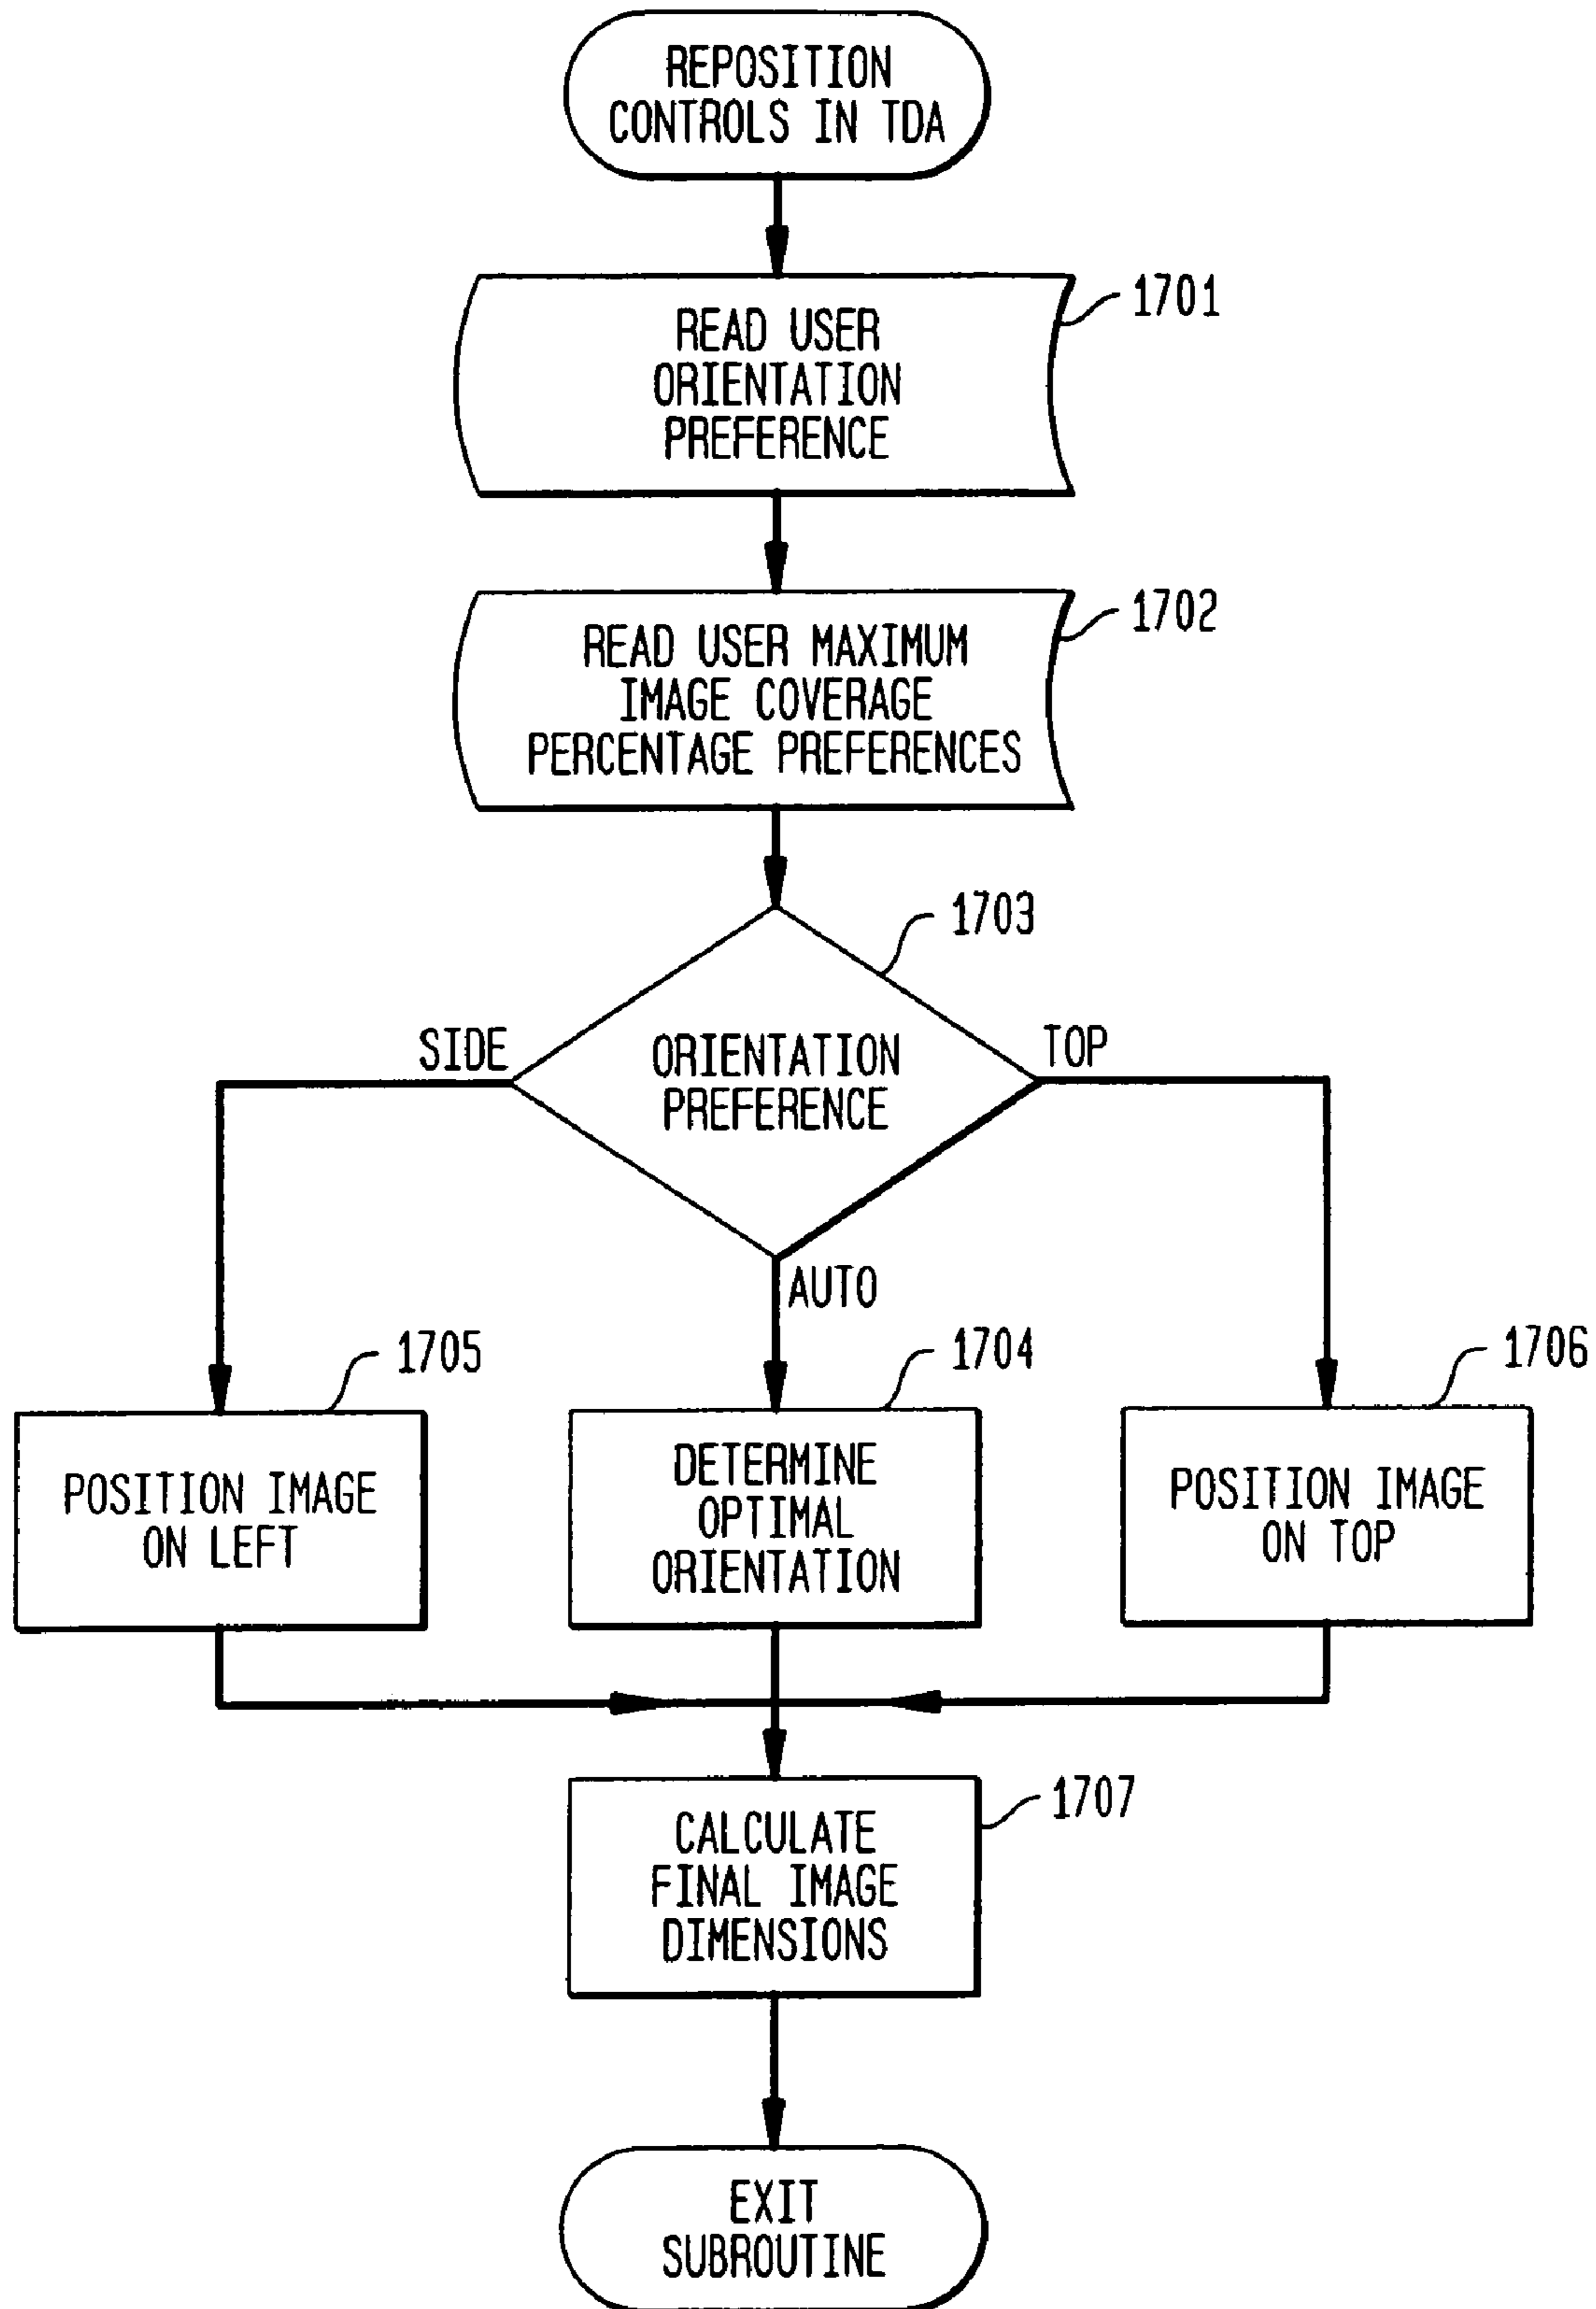 REPOSITION
CONTROLS IN TDA
1701
READ USER
ORIENTATION
PREFERENCE
1702
READ USER MAXIMUM
IMAGE COVERAGE
PERCENTAGE PREFERENCES
1703
SIDE
ORIENTATION
PREFERENCE
TOP
AUTO
1705
1704
1706
POSITION IMAGE
ON LEFT
DETERMINE
OPTIMAL
ORIENTATION
POSITION IMAGE
ON TOP
1707
CALCULATE
FINAL IMAGE
DIMENSIONS
EXIT
SUBROUTINE